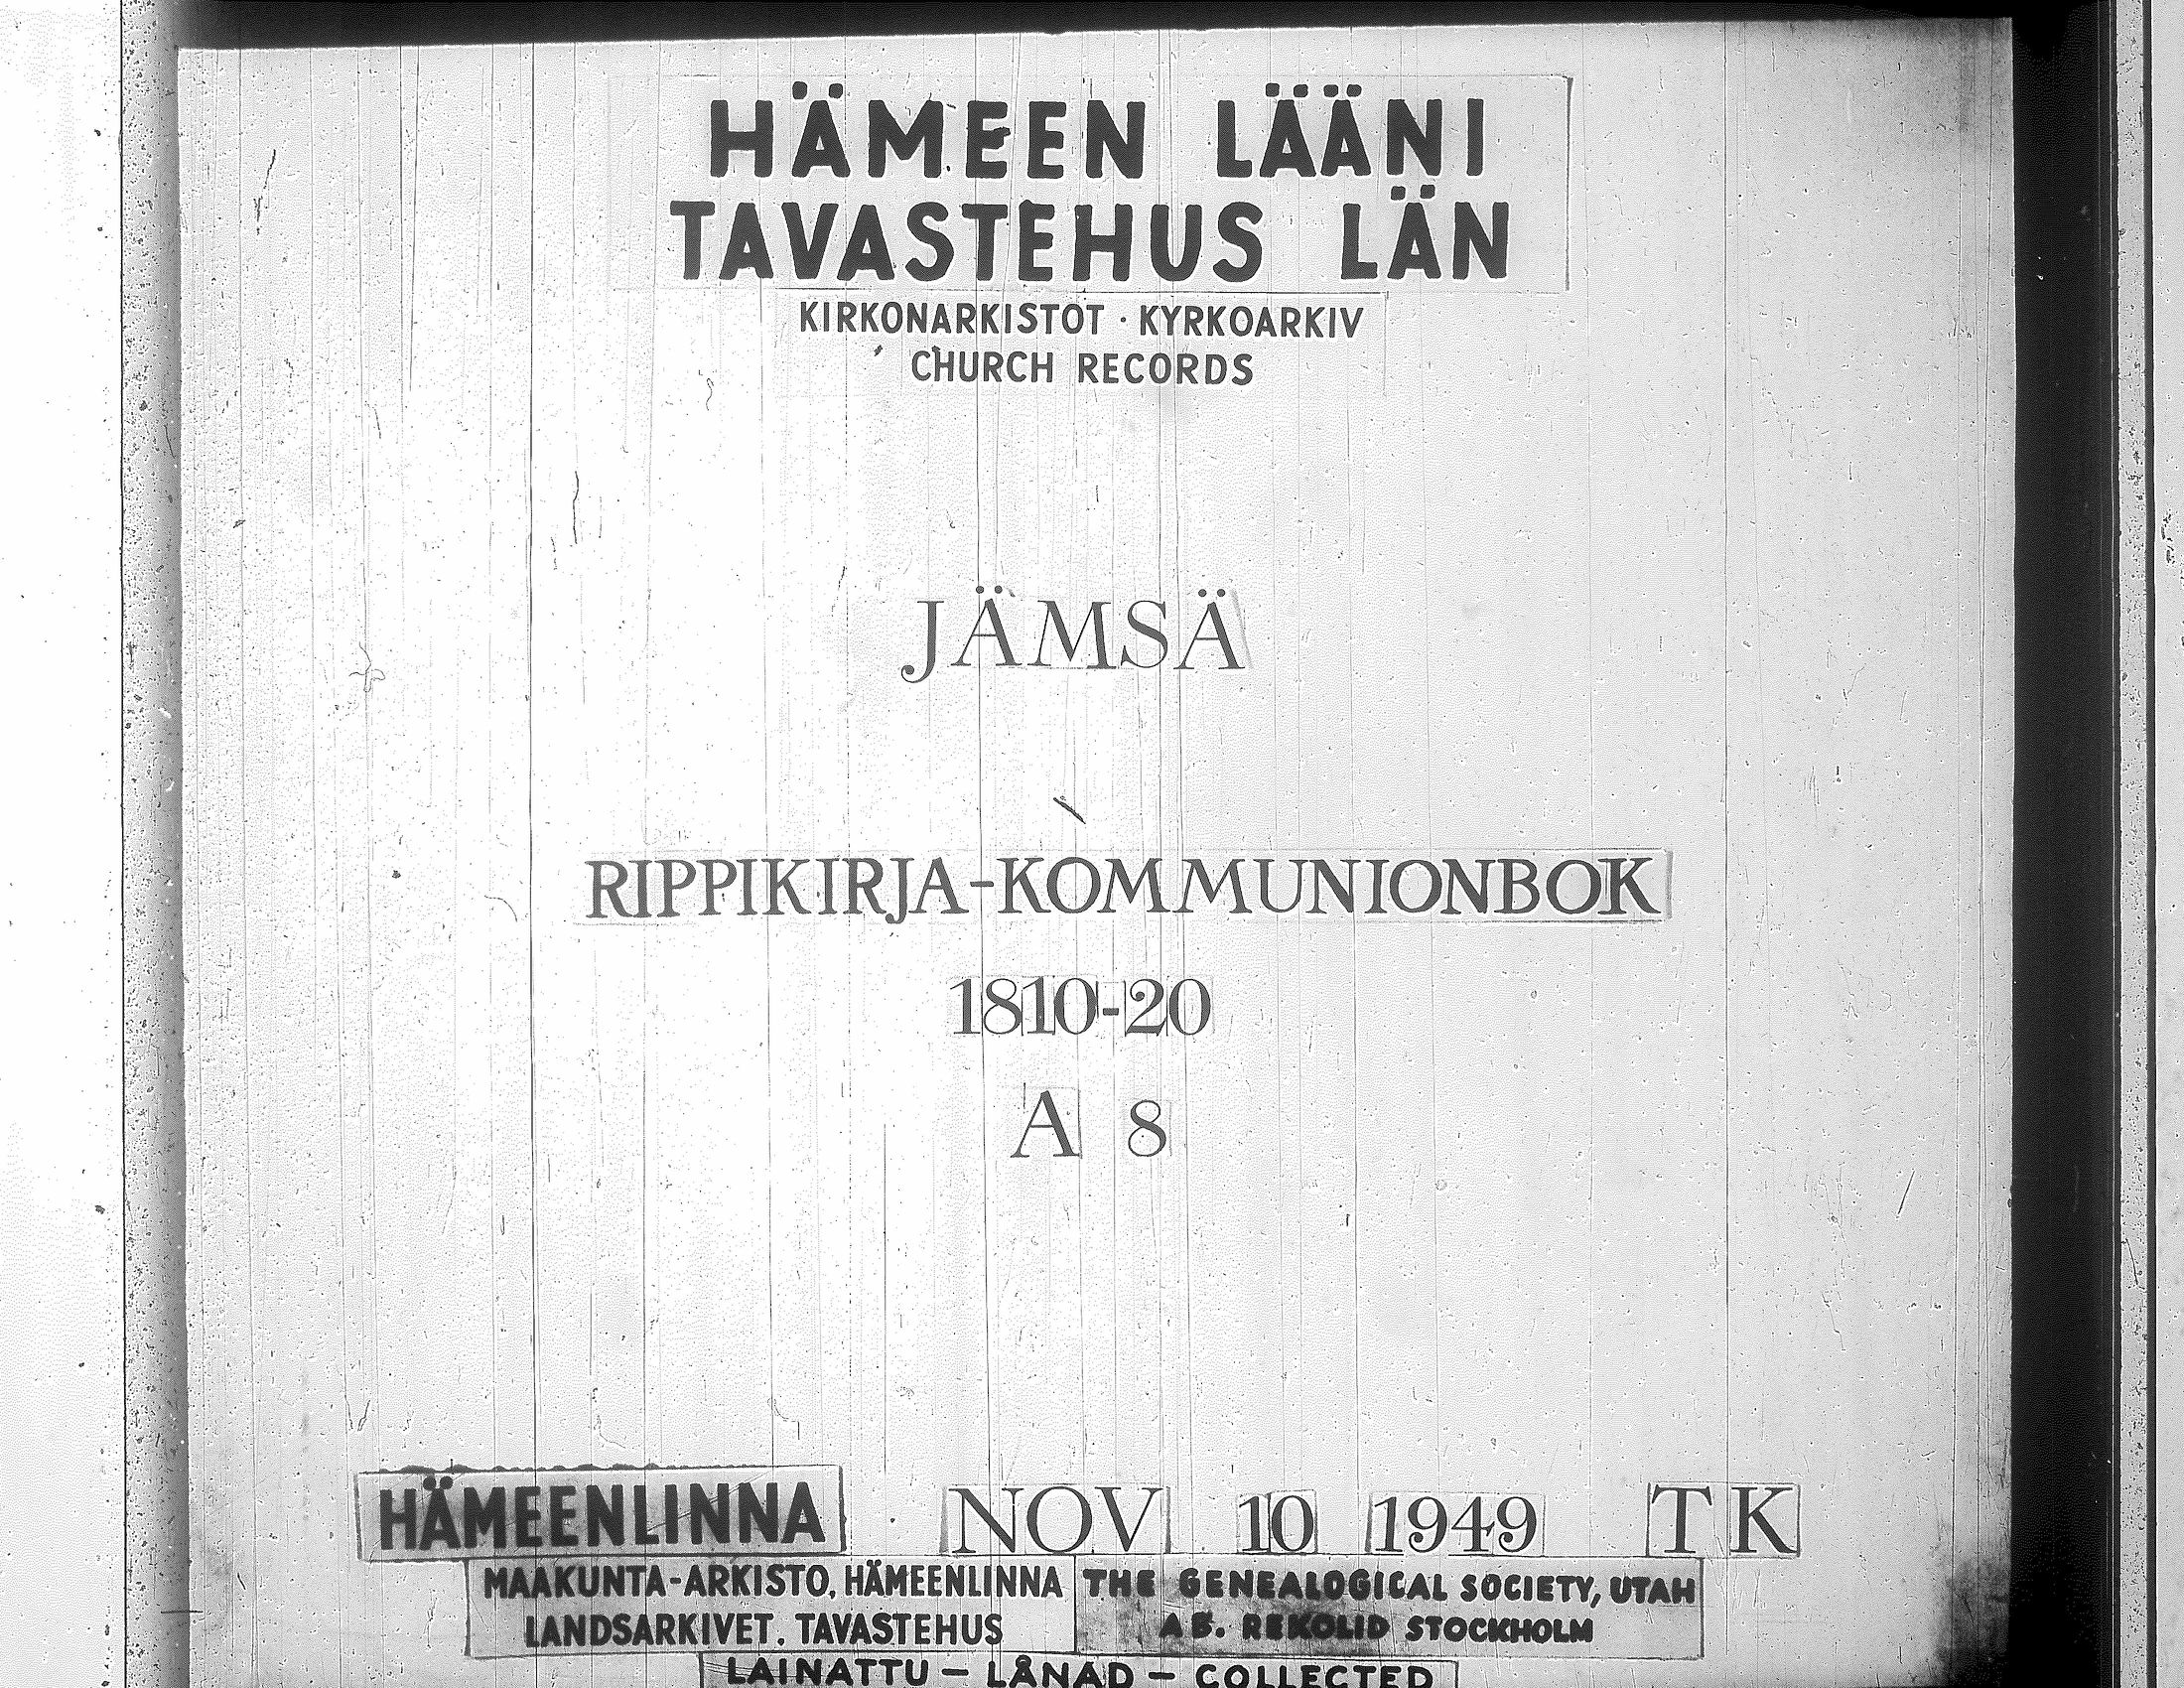 HÄMEEN LÄÄNI
TAVASTEHUS LÄN
KIRKONARKISTOT · KYRKOARKIV
CHURCH RECORDS
JÄMSÄ
RIPPIKIRJA-KOMMUNIONBOK
1810-20
A 8
HÄMEENLINNA NOV 10 1949 TK
MAAKUNTA-ARKISTO, HÄMEENLINNA
LANDSARKIVET. TAVASTEHUS
THE GENEALOGICAL SOCIETY, UTAH
AB. REKOLID STOCKHOLM
LAINATTU – LÅNAD – COLLECTED